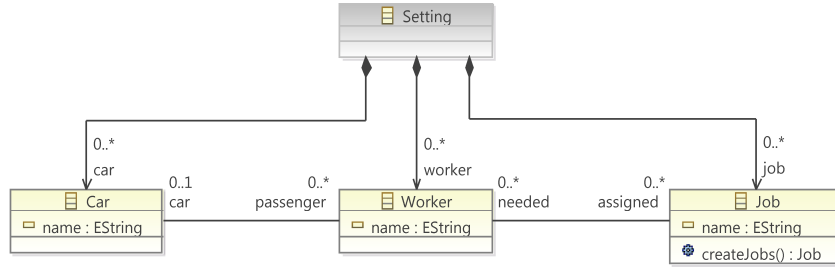 Setting
0..*
car
0..*
worker
0..*
job
0..1
car
0..*
passenger
0..*
needed
0..*
assigned
Car
name : EString
Worker
name : EString
Job
name : EString
createJobs() : Job